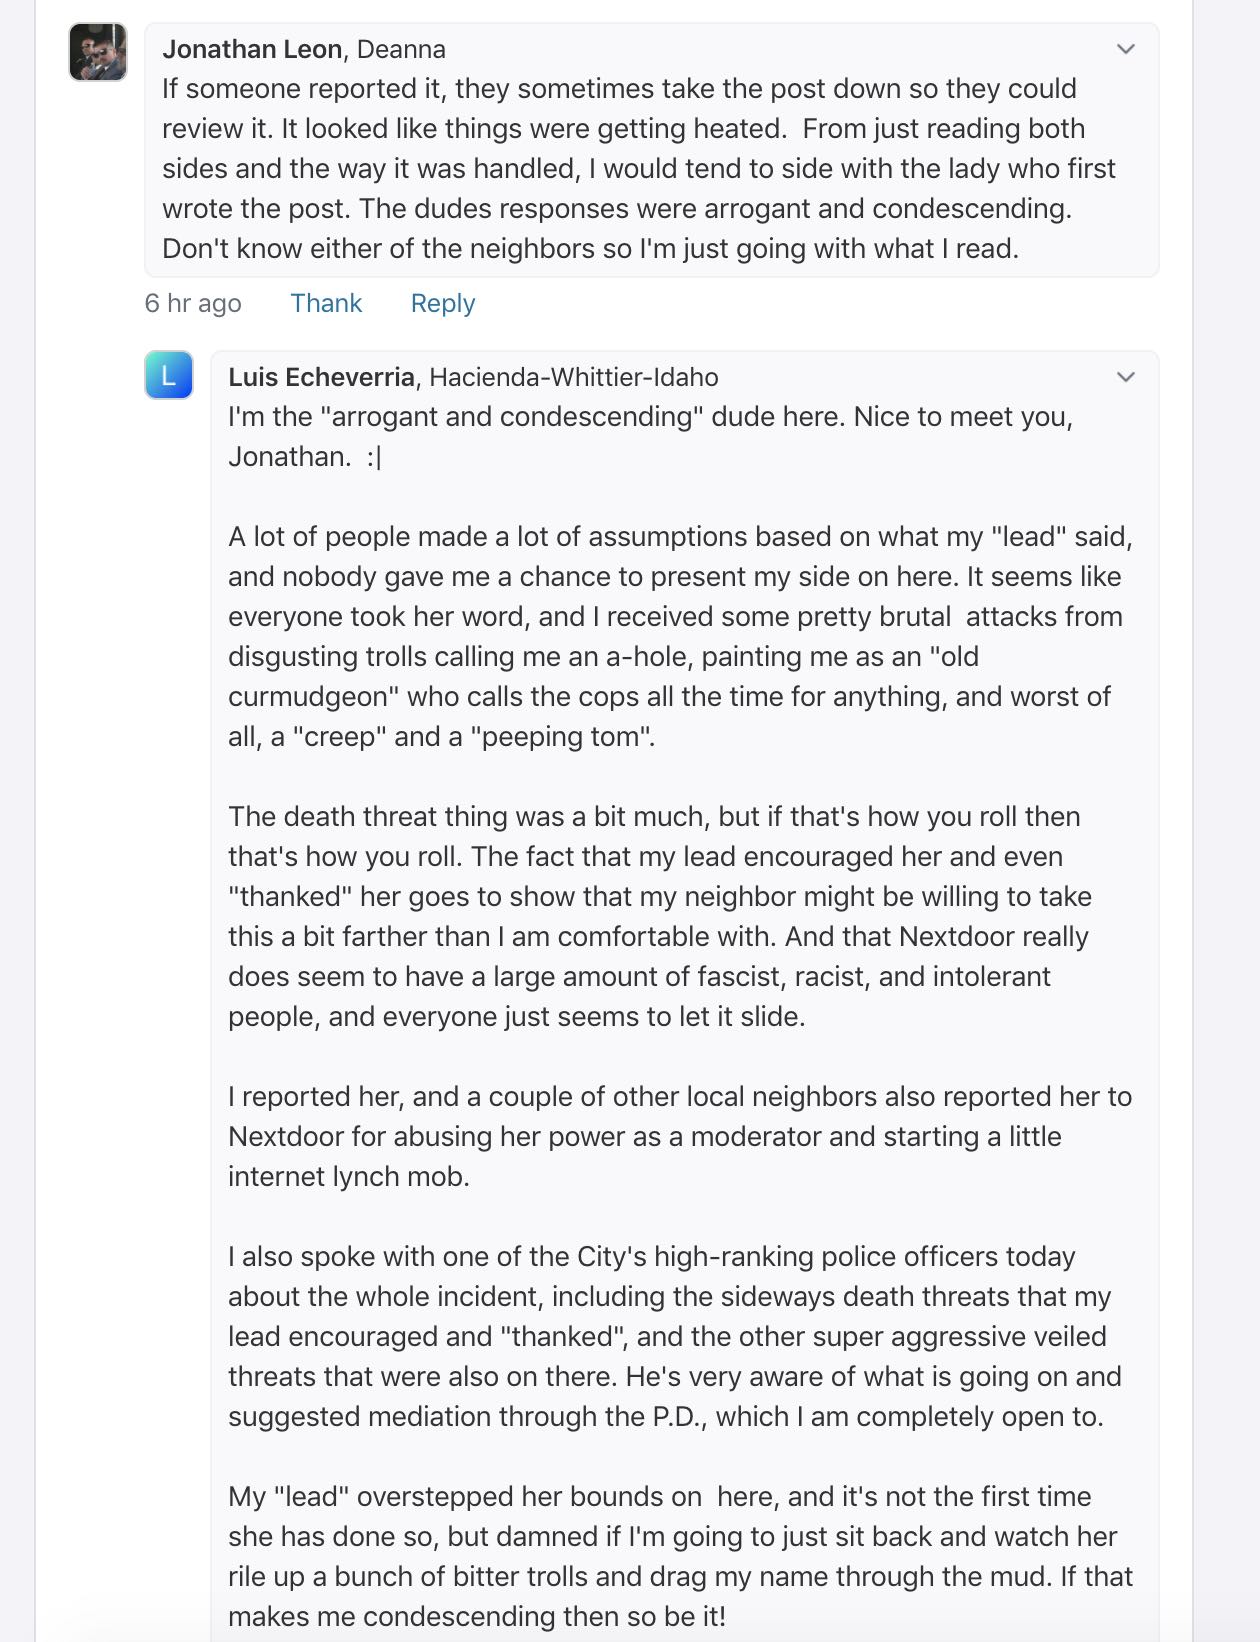 Jonathan Leon, Deanna
If someone reported it, they sometimes take the post down so they could
review it. It looked like things were getting heated.  From just reading both
sides and the way it was handled, I would tend to side with the lady who first
wrote the post. The dudes responses were arrogant and condescending.
Don't know either of the neighbors so I'm just going with what I read.
6 hr ago Thank Reply
L
Luis Echeverria, Hacienda-Whittier-Idaho
I'm the "arrogant and condescending" dude here. Nice to meet you,
Jonathan.  :|
A lot of people made a lot of assumptions based on what my "lead" said,
and nobody gave me a chance to present my side on here. It seems like
everyone took her word, and I received some pretty brutal  attacks from
disgusting trolls calling me an a-hole, painting me as an "old
curmudgeon" who calls the cops all the time for anything, and worst of
all, a "creep" and a "peeping tom".
The death threat thing was a bit much, but if that's how you roll then
that's how you roll. The fact that my lead encouraged her and even
"thanked" her goes to show that my neighbor might be willing to take
this a bit farther than I am comfortable with. And that Nextdoor really
does seem to have a large amount of fascist, racist, and intolerant
people, and everyone just seems to let it slide.
I reported her, and a couple of other local neighbors also reported her to
Nextdoor for abusing her power as a moderator and starting a little
internet lynch mob.
I also spoke with one of the City's high-ranking police officers today
about the whole incident, including the sideways death threats that my
lead encouraged and "thanked", and the other super aggressive veiled
threats that were also on there. He's very aware of what is going on and
suggested mediation through the P.D., which I am completely open to.
My "lead" overstepped her bounds on  here, and it's not the first time
she has done so, but damned if I'm going to just sit back and watch her
rile up a bunch of bitter trolls and drag my name through the mud. If that
makes me condescending then so be it!